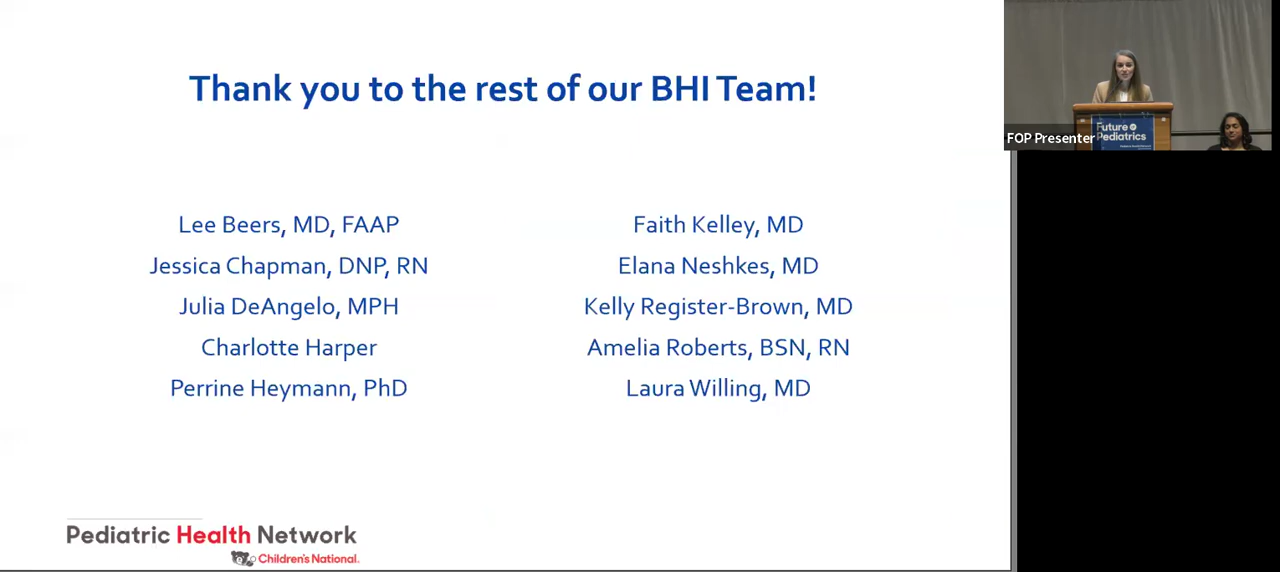 Thank you to the rest of our BHI Team!
Lee Beers, MD, FAAP
Jessica Chapman, DNP, RN
Julia DeAngelo, MPH
Charlotte Harper
Perrine Heymann, PhD
Faith Kelley, MD
Elana Neshkes, MD
Kelly Register-Brown, MD
Amelia Roberts, BSN, RN
Laura Willing, MD
Pediatric Health Network
Children's National.
FOP Presenter
Future of
Pediatrics